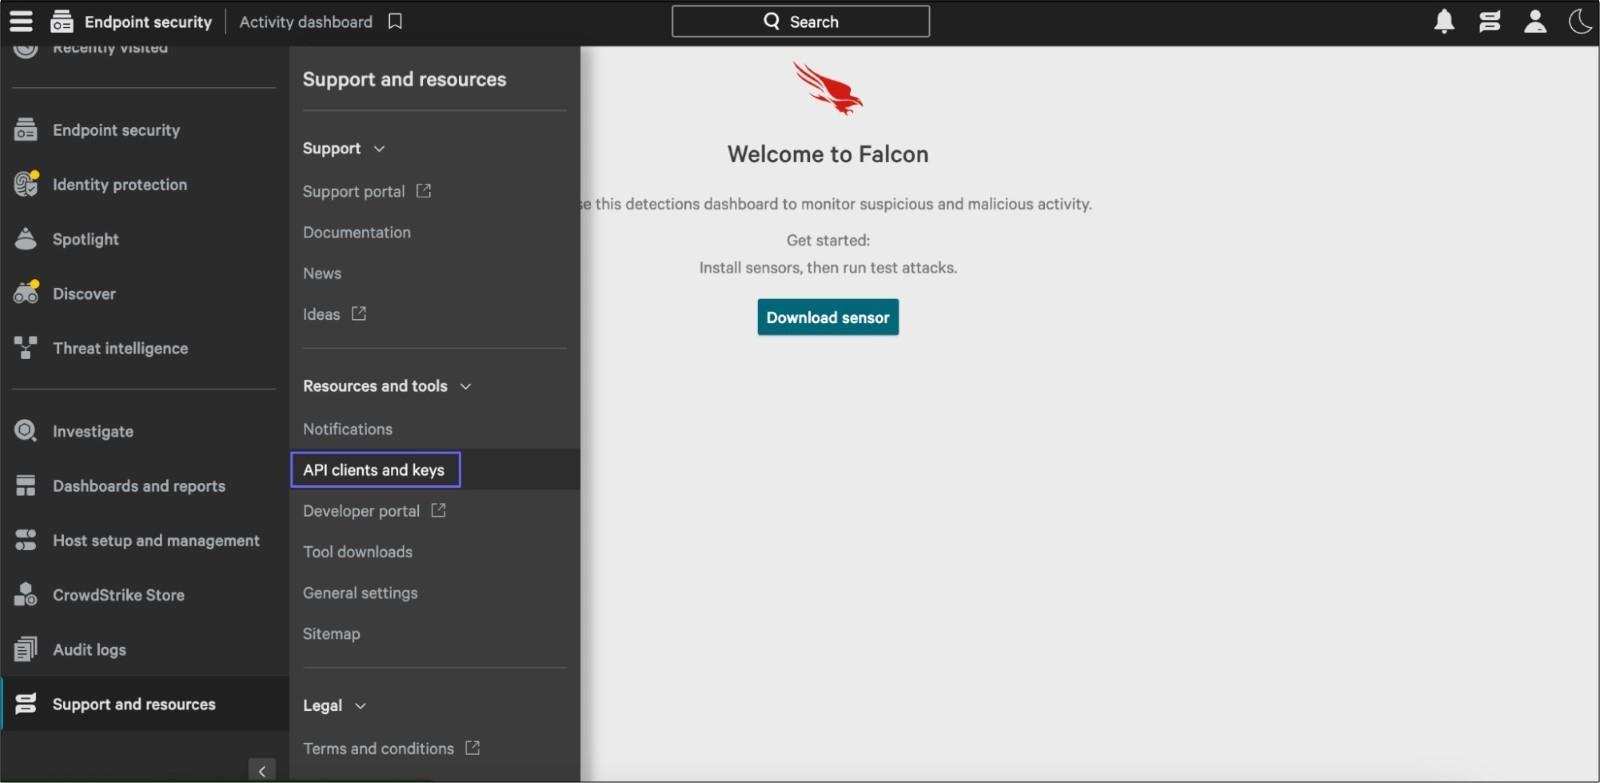 Endpoint security
Activity dashboard
Search
Recently visited
Endpoint security
Identity protection
Spotlight
Discover
Threat intelligence
Investigate
Dashboards and reports
Host setup and management
CrowdStrike Store
Audit logs
Support and resources
Support and resources
Support
Support portal
Documentation
News
Ideas
Resources and tools
Notifications
API clients and keys
Developer portal
Tool downloads
General settings
Sitemap
Legal
Terms and conditions
Welcome to Falcon
this detections dashboard to monitor suspicious and malicious activity.
Get started:
Install sensors, then run test attacks.
Download sensor